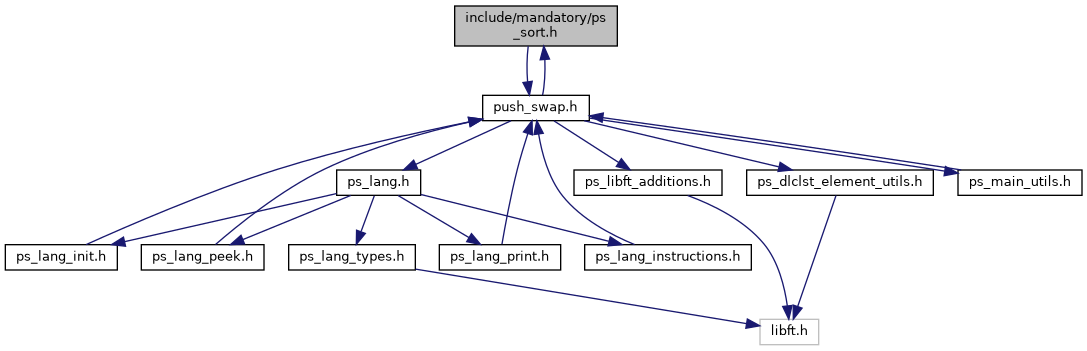 include/mandatory/ps
_sort.h
push_swap.h
ps_lang.h
ps_libft_additions.h
ps_dlclst_element_utils.h
ps_main_utils.h
ps_lang_init.h
ps_lang_peek.h
ps_lang_types.h
ps_lang_print.h
ps_lang_instructions.h
libft.h